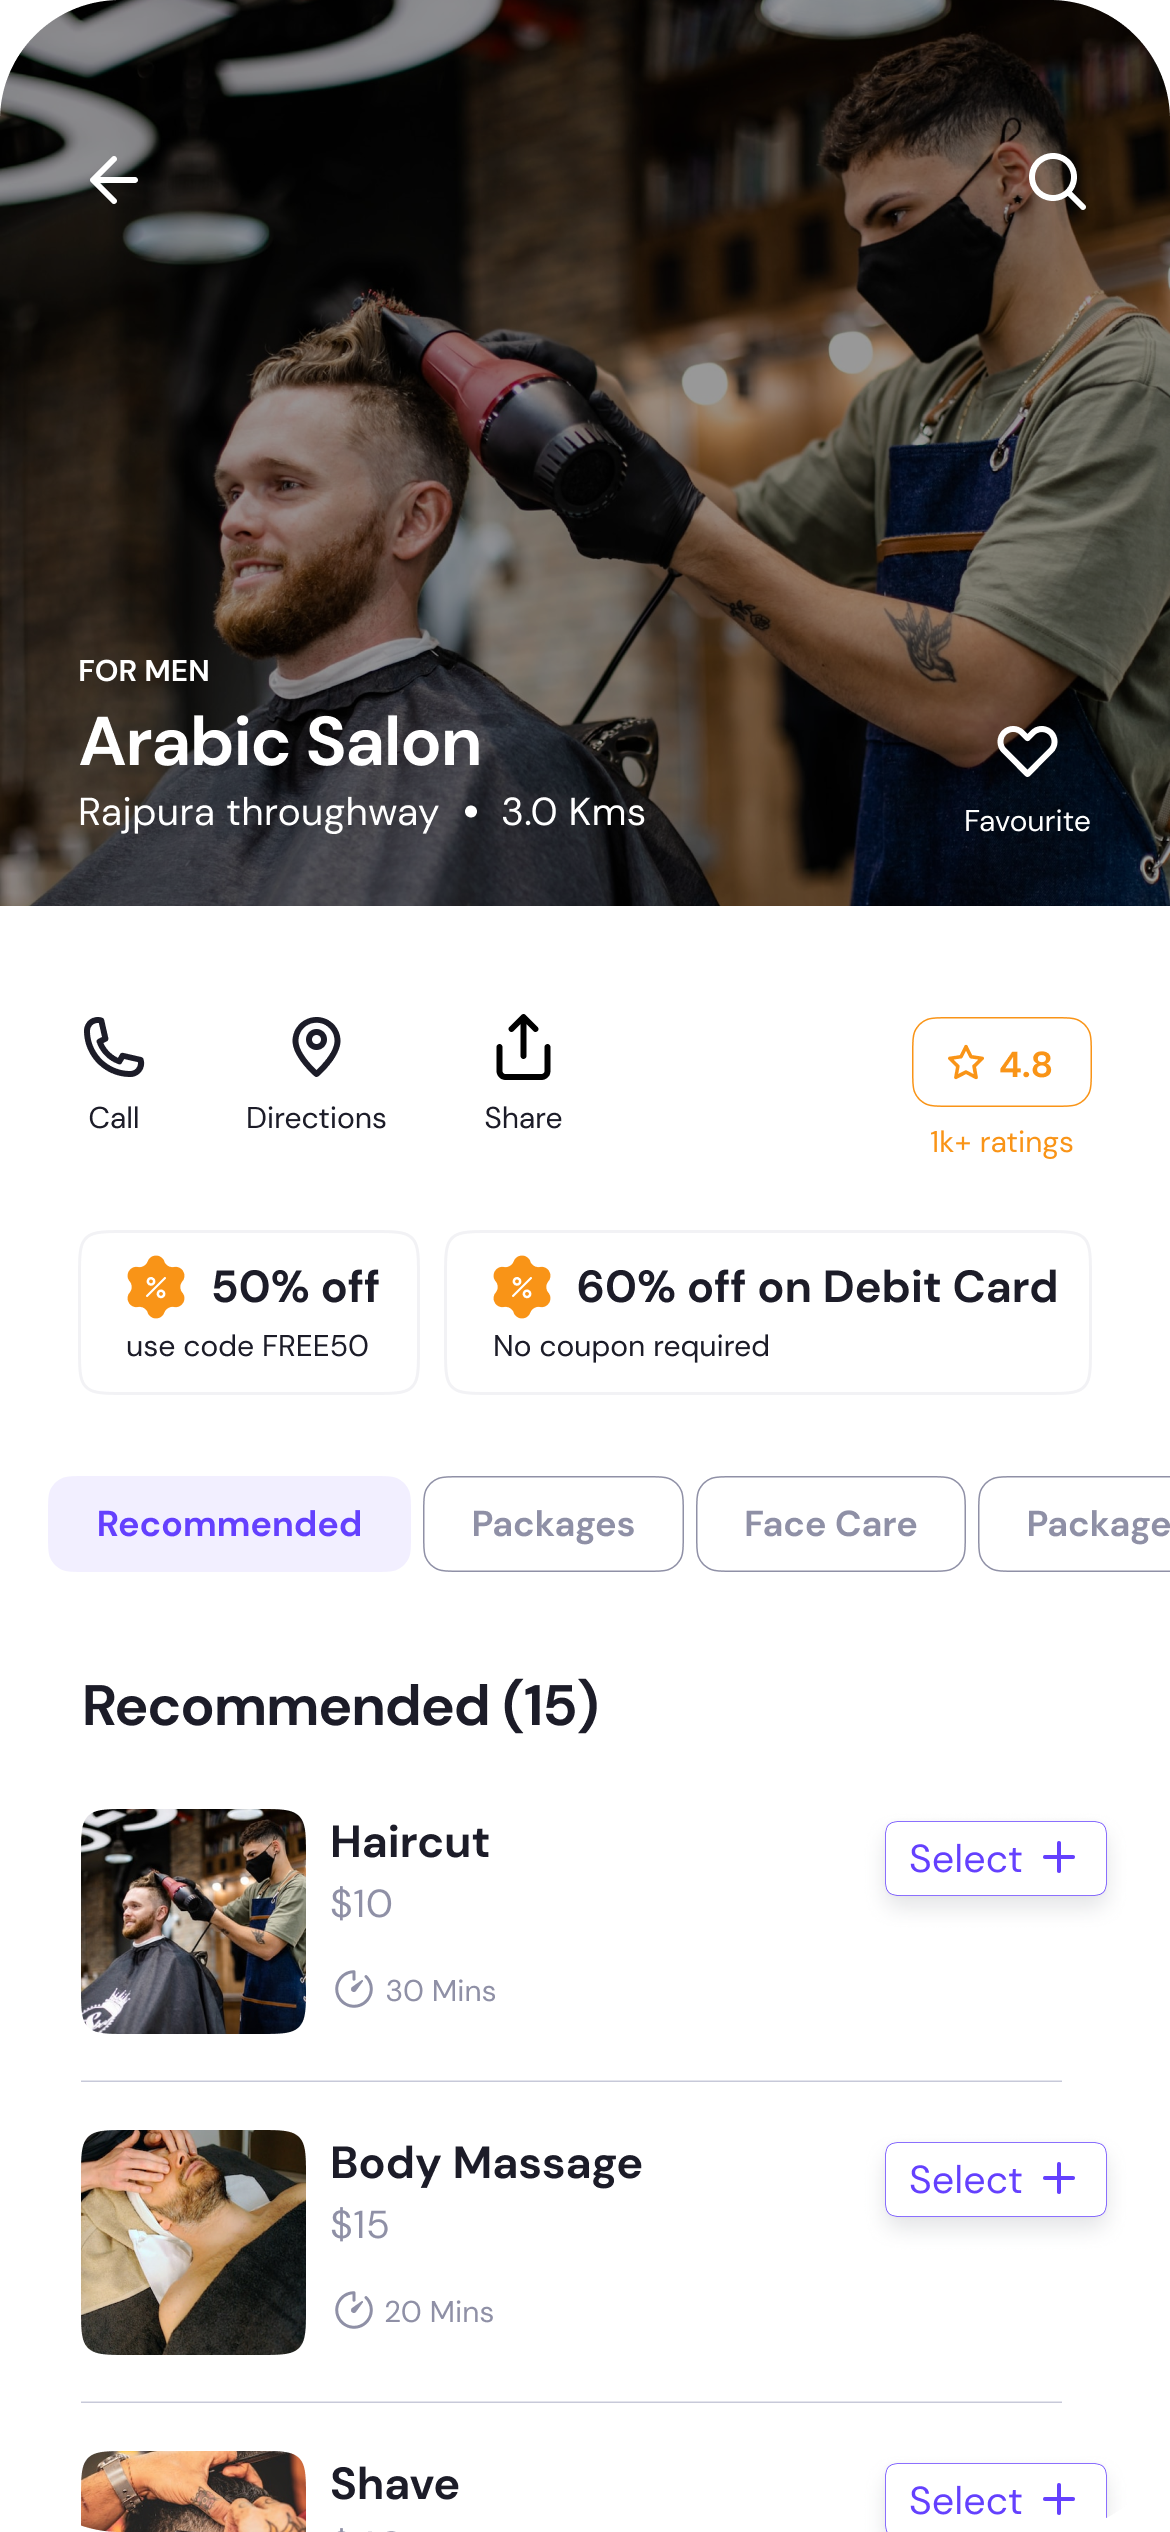 FOR MEN
Arabic Salon
Rajpura throughway • 3.0 Kms
Favourite
Call
Directions
Share
4.8
1k+ ratings
50% off
use code FREE50
60% off on Debit Card
No coupon required
Recommended
Packages
Face Care
Package
Recommended (15)
Haircut
$10
30 Mins
Select +
Body Massage
$15
20 Mins
Select +
Shave
Select +